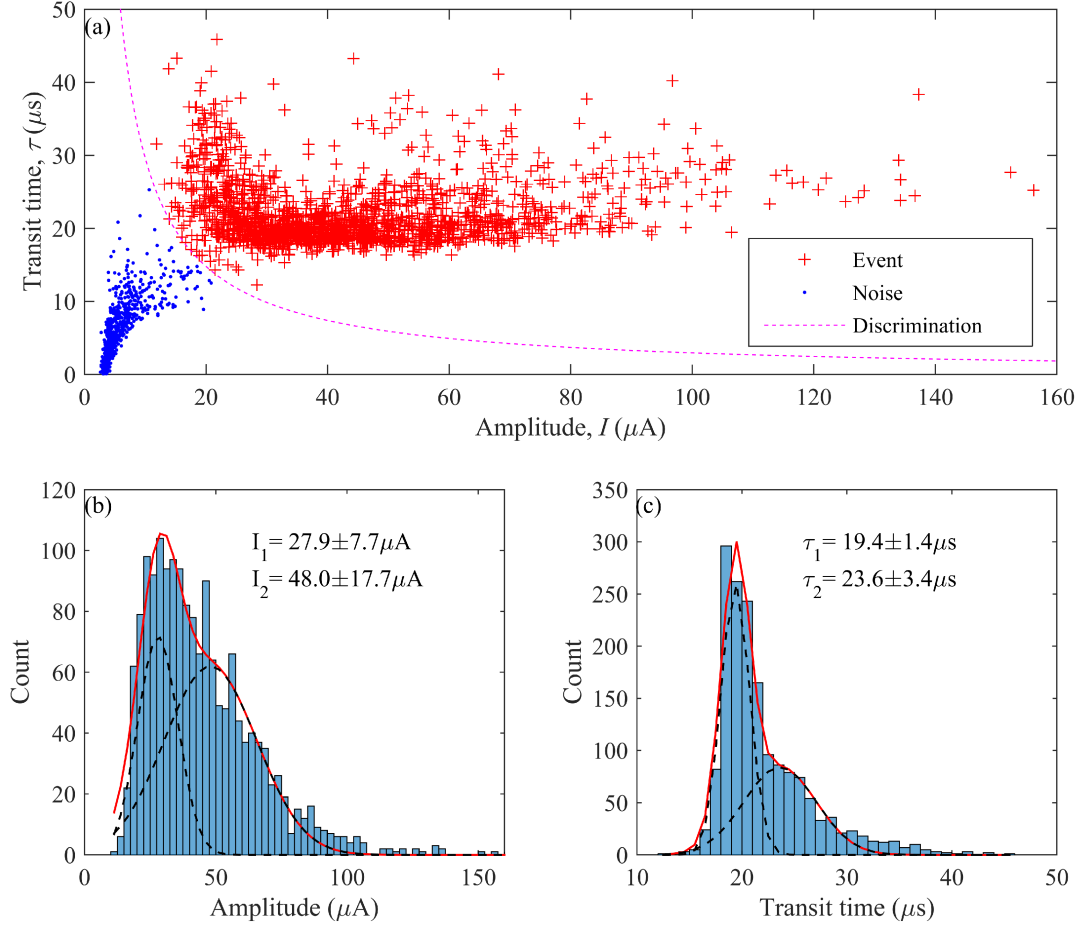 (a)
50
40
30
20
10
0
Transit time, τ (μs)
0 20 40 60 80 100 120 140 160
Amplitude, I (μA)
Event
Noise
Discrimination
(b)
120
100
80
60
40
20
0
Count
I₁= 27.9±7.7μA
I₂= 48.0±17.7μA
0 50 100 150
Amplitude (μA)
(c)
350
300
250
200
150
100
50
0
Count
τ₁= 19.4±1.4μs
τ₂= 23.6±3.4μs
10 20 30 40 50
Transit time (μs)